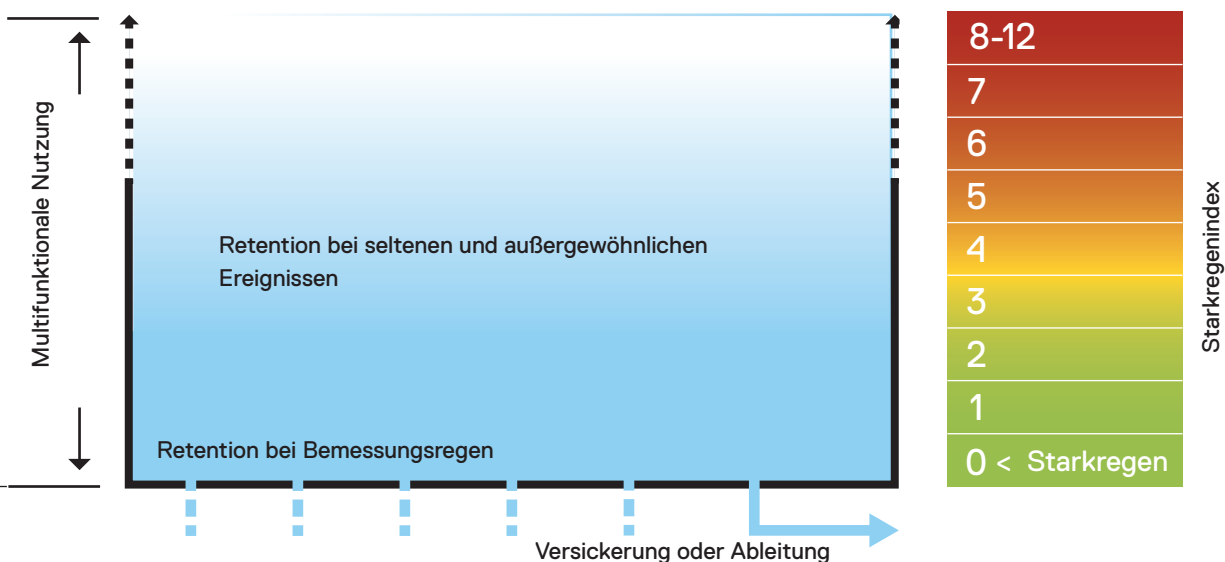 Multifunktionale Nutzung
Retention bei seltenen und außergewöhnlichen
Ereignissen
Retention bei Bemessungsregen
Versickerung oder Ableitung
8-12
7
6
5
4
3
2
1
0 < Starkregen
Starkregenindex